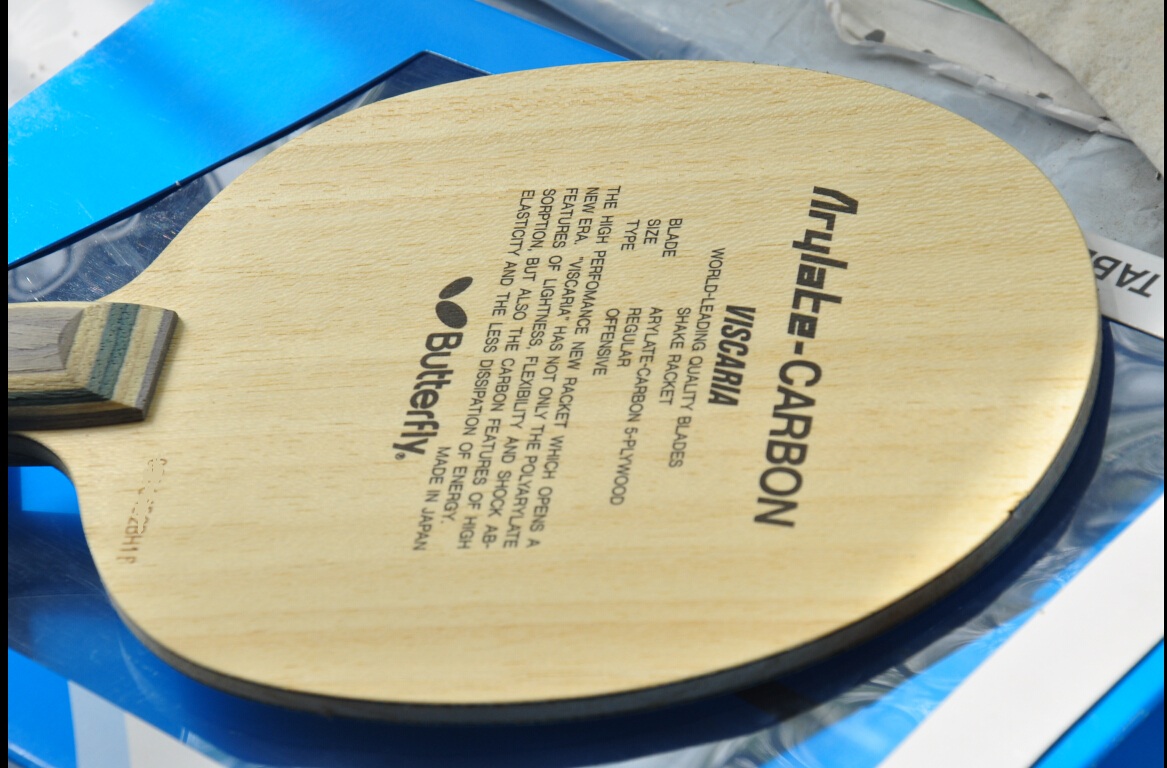 Arylate-CARBON
VISCARIA
WORLD-LEADING QUALITY BLADES
SHAKE RACKET
BLADE ARYLATE-CARBON 5-PLYWOOD
SIZE REGULAR
TYPE OFFENSIVE
THE HIGH PERFOMANCE NEW RACKET WHICH OPENS A
NEW ERA. "VISCARIA" HAS NOT ONLY THE POLYARYLATE
FEATURES OF LIGHTNESS, FLEXIBILITY AND SHOCK AB-
SORPTION, BUT ALSO THE CARBON FEATURES OF HIGH
ELASTICITY AND THE LESS DISSIPATION OF ENERGY.
MADE IN JAPAN
Butterfly.